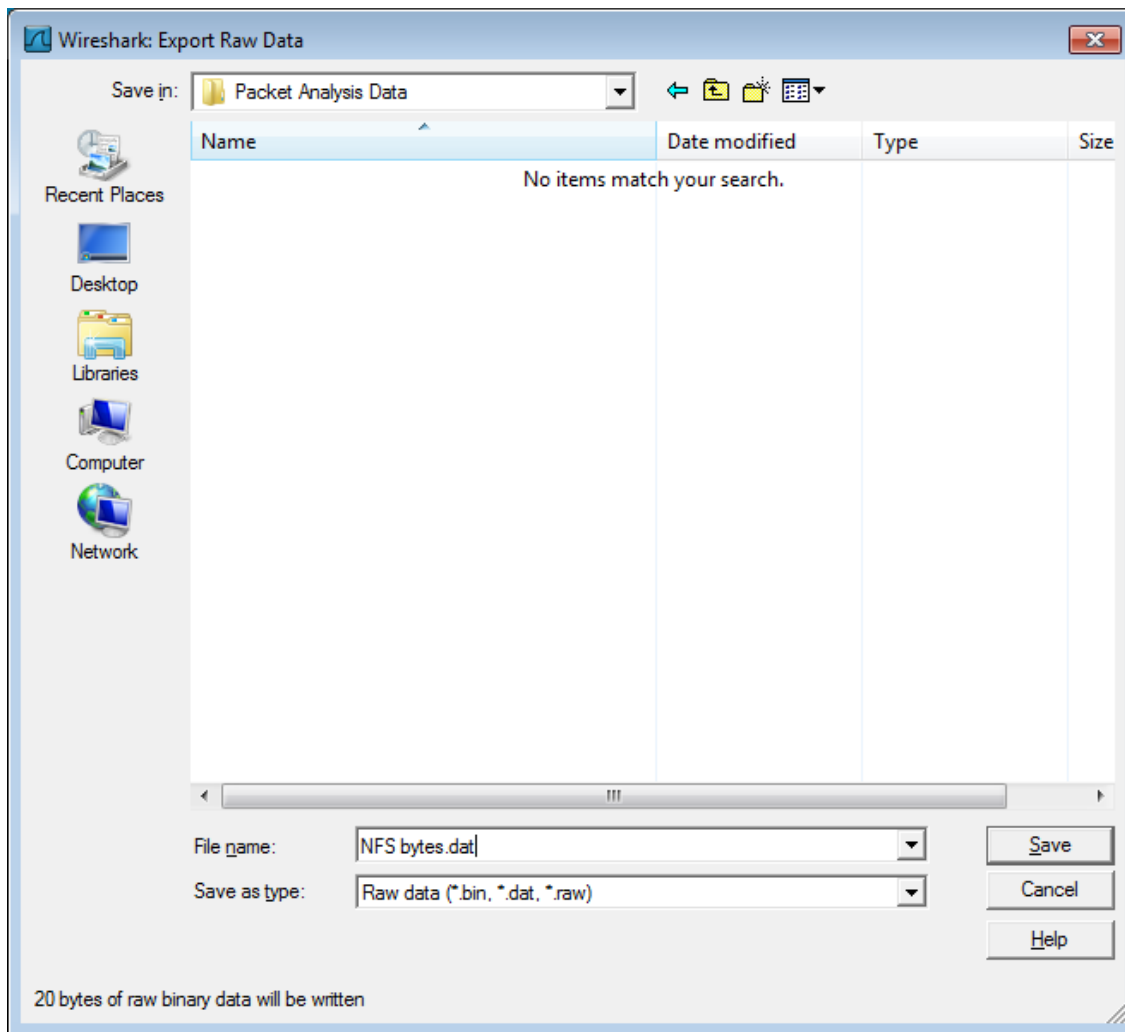 Wireshark: Export Raw Data
Save in: Packet Analysis Data
Name Date modified Type Size
No items match your search.
Recent Places
Desktop
Libraries
Computer
Network
File name: NFS bytes.dat Save
Save as type: Raw data (*.bin, *.dat, *.raw) Cancel
Help
20 bytes of raw binary data will be written